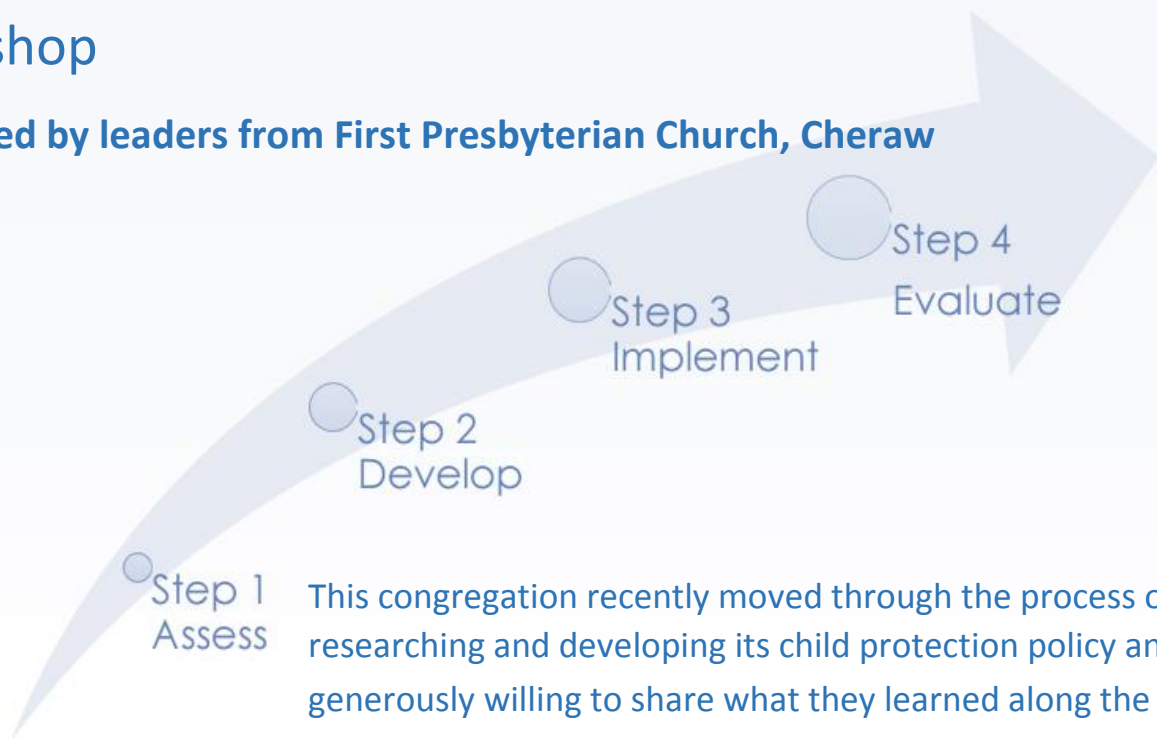 shop
ed by leaders from First Presbyterian Church, Cheraw
Step 4
Evaluate
Step 3
Implement
Step 2
Develop
Step 1
Assess
This congregation recently moved through the process
researching and developing its child protection policy
generously willing to share what they learned along the